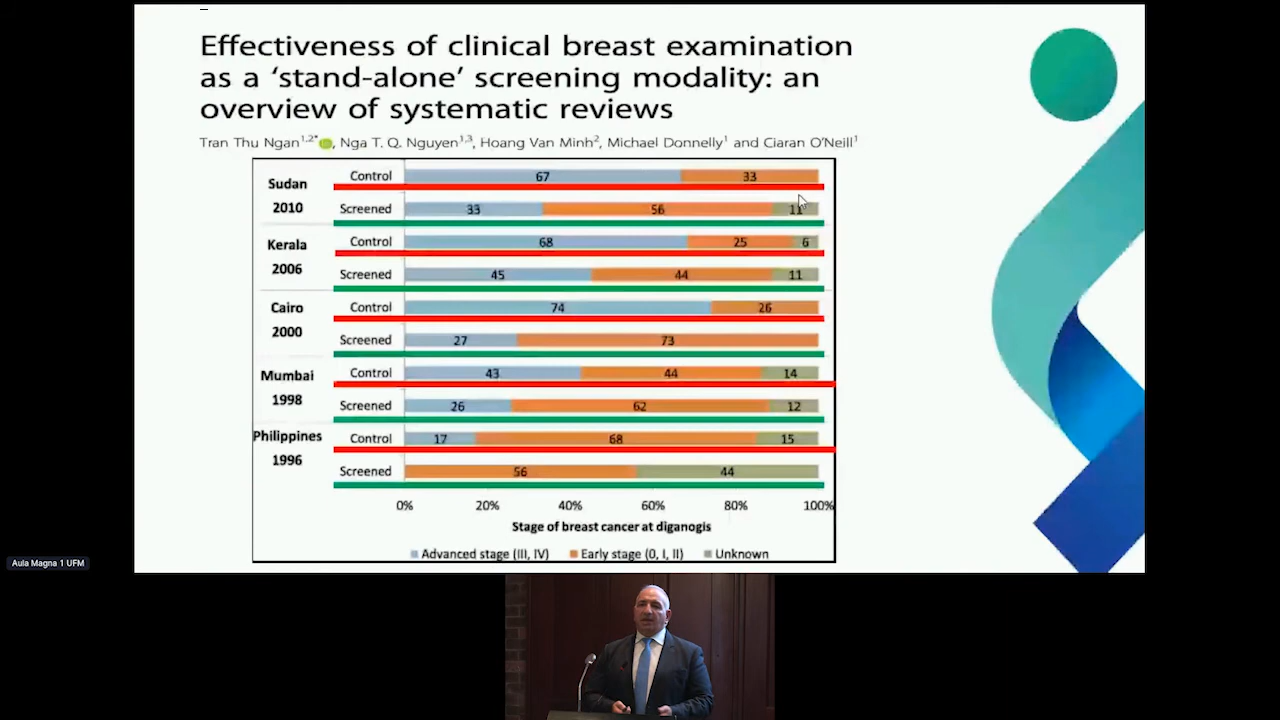 Effectiveness of clinical breast examination
as a ‘stand-alone’ screening modality: an
overview of systematic reviews
Tran Thu Ngan1,2*, Nga T. Q. Nguyen1,3, Hoang Van Minh2, Michael Donnelly1 and Ciaran O’Neill1
Sudan
2010
Control 67 33
Screened 33 56 11
Kerala
2006
Control 68 25 6
Screened 45 44 11
Cairo
2000
Control 74 26
Screened 27 73
Mumbai
1998
Control 43 44 14
Screened 26 62 12
Philippines
1996
Control 17 68 15
Screened 56 44
0% 20% 40% 60% 80% 100%
Stage of breast cancer at diganogis
Advanced stage (III, IV) Early stage (0, I, II) Unknown
Aula Magna 1 UFM